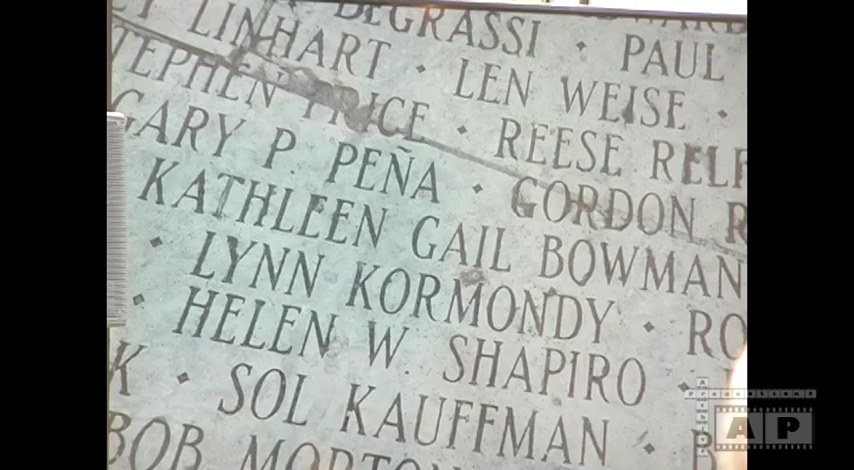 DEGRASSI
LINHART · LEN WEISE ·
PAUL
STEPHEN PRICE · REESE
GARY P. PEÑA · GORDON
KATHLEEN GAIL BOWMAN
· LYNN KORMONDY · RO
· HELEN W. SHAPIRO ·
K · SOL KAUFFMAN ·
BOB MORTON
AP